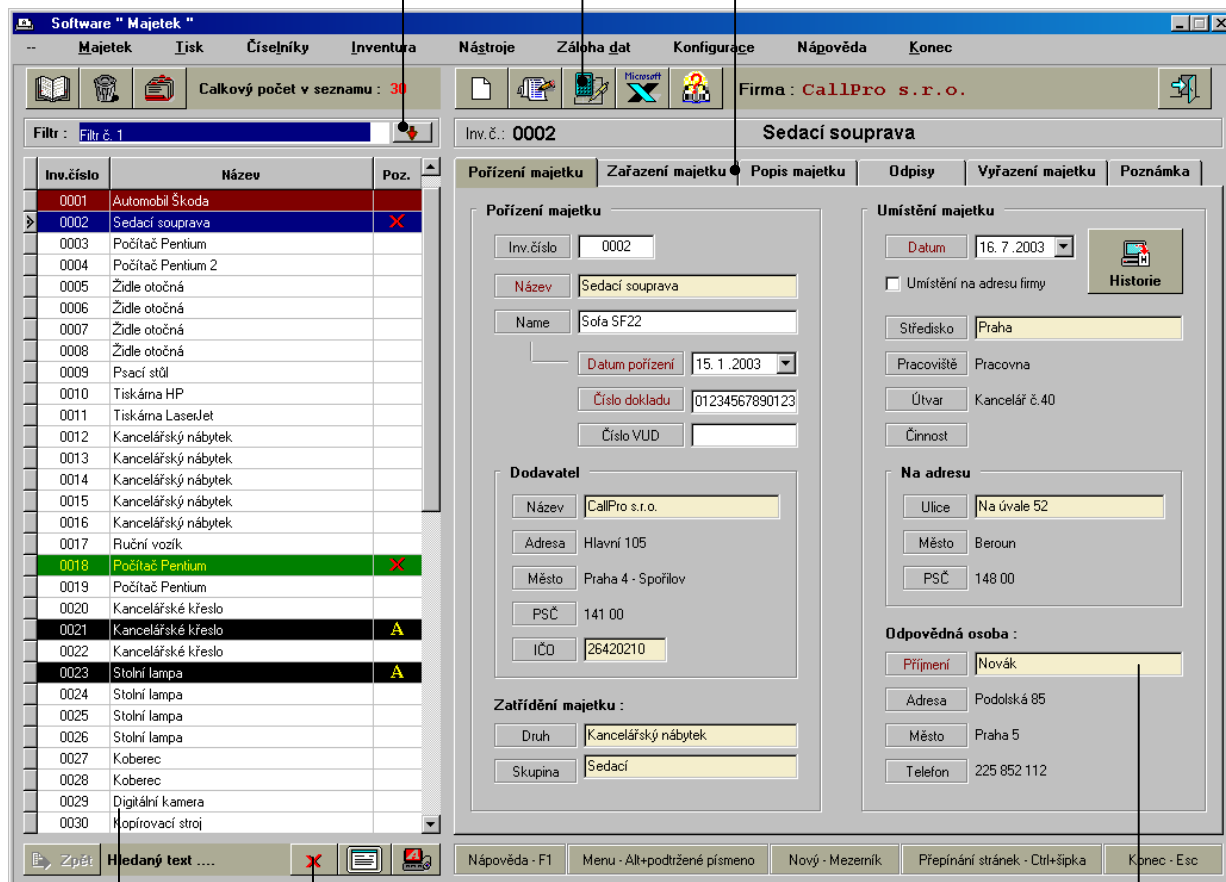 Software " Majetek "
-- Majetek Tisk Číselníky Inventura Nástroje Záloha dat Konfigurace Nápověda Konec
Calkový počet v seznamu : 30
Microsoft
Firma : CallPro s.r.o.
Filtr : Filtr č. 1
Inv.č.: 0002 Sedací souprava
Inv.číslo Název Poz.
0001 Automobil Škoda
0002 Sedací souprava X
0003 Počítač Pentium
0004 Počítač Pentium 2
0005 Židle otočná
0006 Židle otočná
0007 Židle otočná
0008 Židle otočná
0009 Psací stůl
0010 Tiskárna HP
0011 Tiskárna LaserJet
0012 Kancelářský nábytek
0013 Kancelářský nábytek
0014 Kancelářský nábytek
0015 Kancelářský nábytek
0016 Kancelářský nábytek
0017 Ruční vozík
0018 Počítač Pentium X
0019 Počítač Pentium
0020 Kancelářské křeslo
0021 Kancelářské křeslo A
0022 Kancelářské křeslo
0023 Stolní lampa A
0024 Stolní lampa
0025 Stolní lampa
0026 Stolní lampa
0027 Koberec
0028 Koberec
0029 Digitální kamera
0030 Kopírovací stroj
Pořízení majetku Zařazení majetku Popis majetku Odpisy Vyřazení majetku Poznámka
Pořízení majetku
Inv.číslo 0002
Název Sedací souprava
Name Sofa SF22
Datum pořízení 15. 1 .2003
Číslo dokladu 01234567890123
Číslo VUD
Dodavatel
Název CallPro s.r.o.
Adresa Hlavní 105
Město Praha 4 - Spořilov
PSČ 141 00
IČO 26420210
Zatřídění majetku :
Druh Kancelářský nábytek
Skupina Sedací
Umístění majetku
Datum 16. 7 .2003
Historie
Umístění na adresu firmy
Středisko Praha
Pracoviště Pracovna
Útvar Kancelář č.40
Činnost
Na adresu
Ulice Na úvale 52
Město Beroun
PSČ 148 00
Odpovědná osoba :
Příjmení Novák
Adresa Podolská 85
Město Praha 5
Telefon 225 852 112
Zpět Hledaný text ....
Nápověda - F1 Menu - Alt+podtržené písmeno Nový - Mezerník Přepínání stránek - Ctrl+šipka Konec - Esc